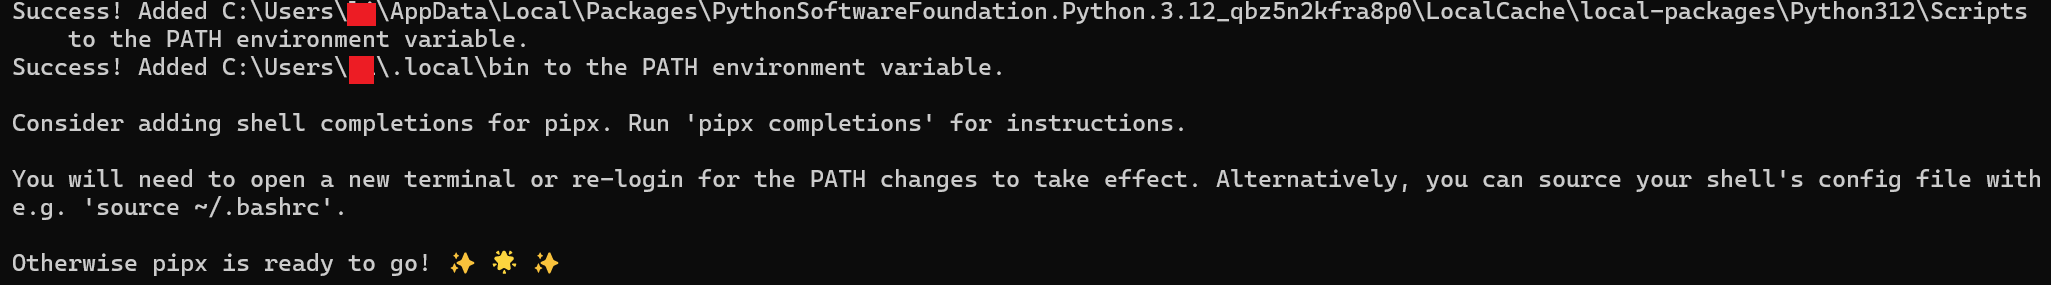 Success! Added C:\Users\ \AppData\Local\Packages\PythonSoftwareFoundation.Python.3.12_qbz5n2kfra8p0\LocalCache\local-packages\Python312\Scripts
to the PATH environment variable.
Success! Added C:\Users\ \.local\bin to the PATH environment variable.
Consider adding shell completions for pipx. Run 'pipx completions' for instructions.
You will need to open a new terminal or re-login for the PATH changes to take effect. Alternatively, you can source your shell's config file with
e.g. 'source ~/.bashrc'.
Otherwise pipx is ready to go! ✨ 🌟 ✨